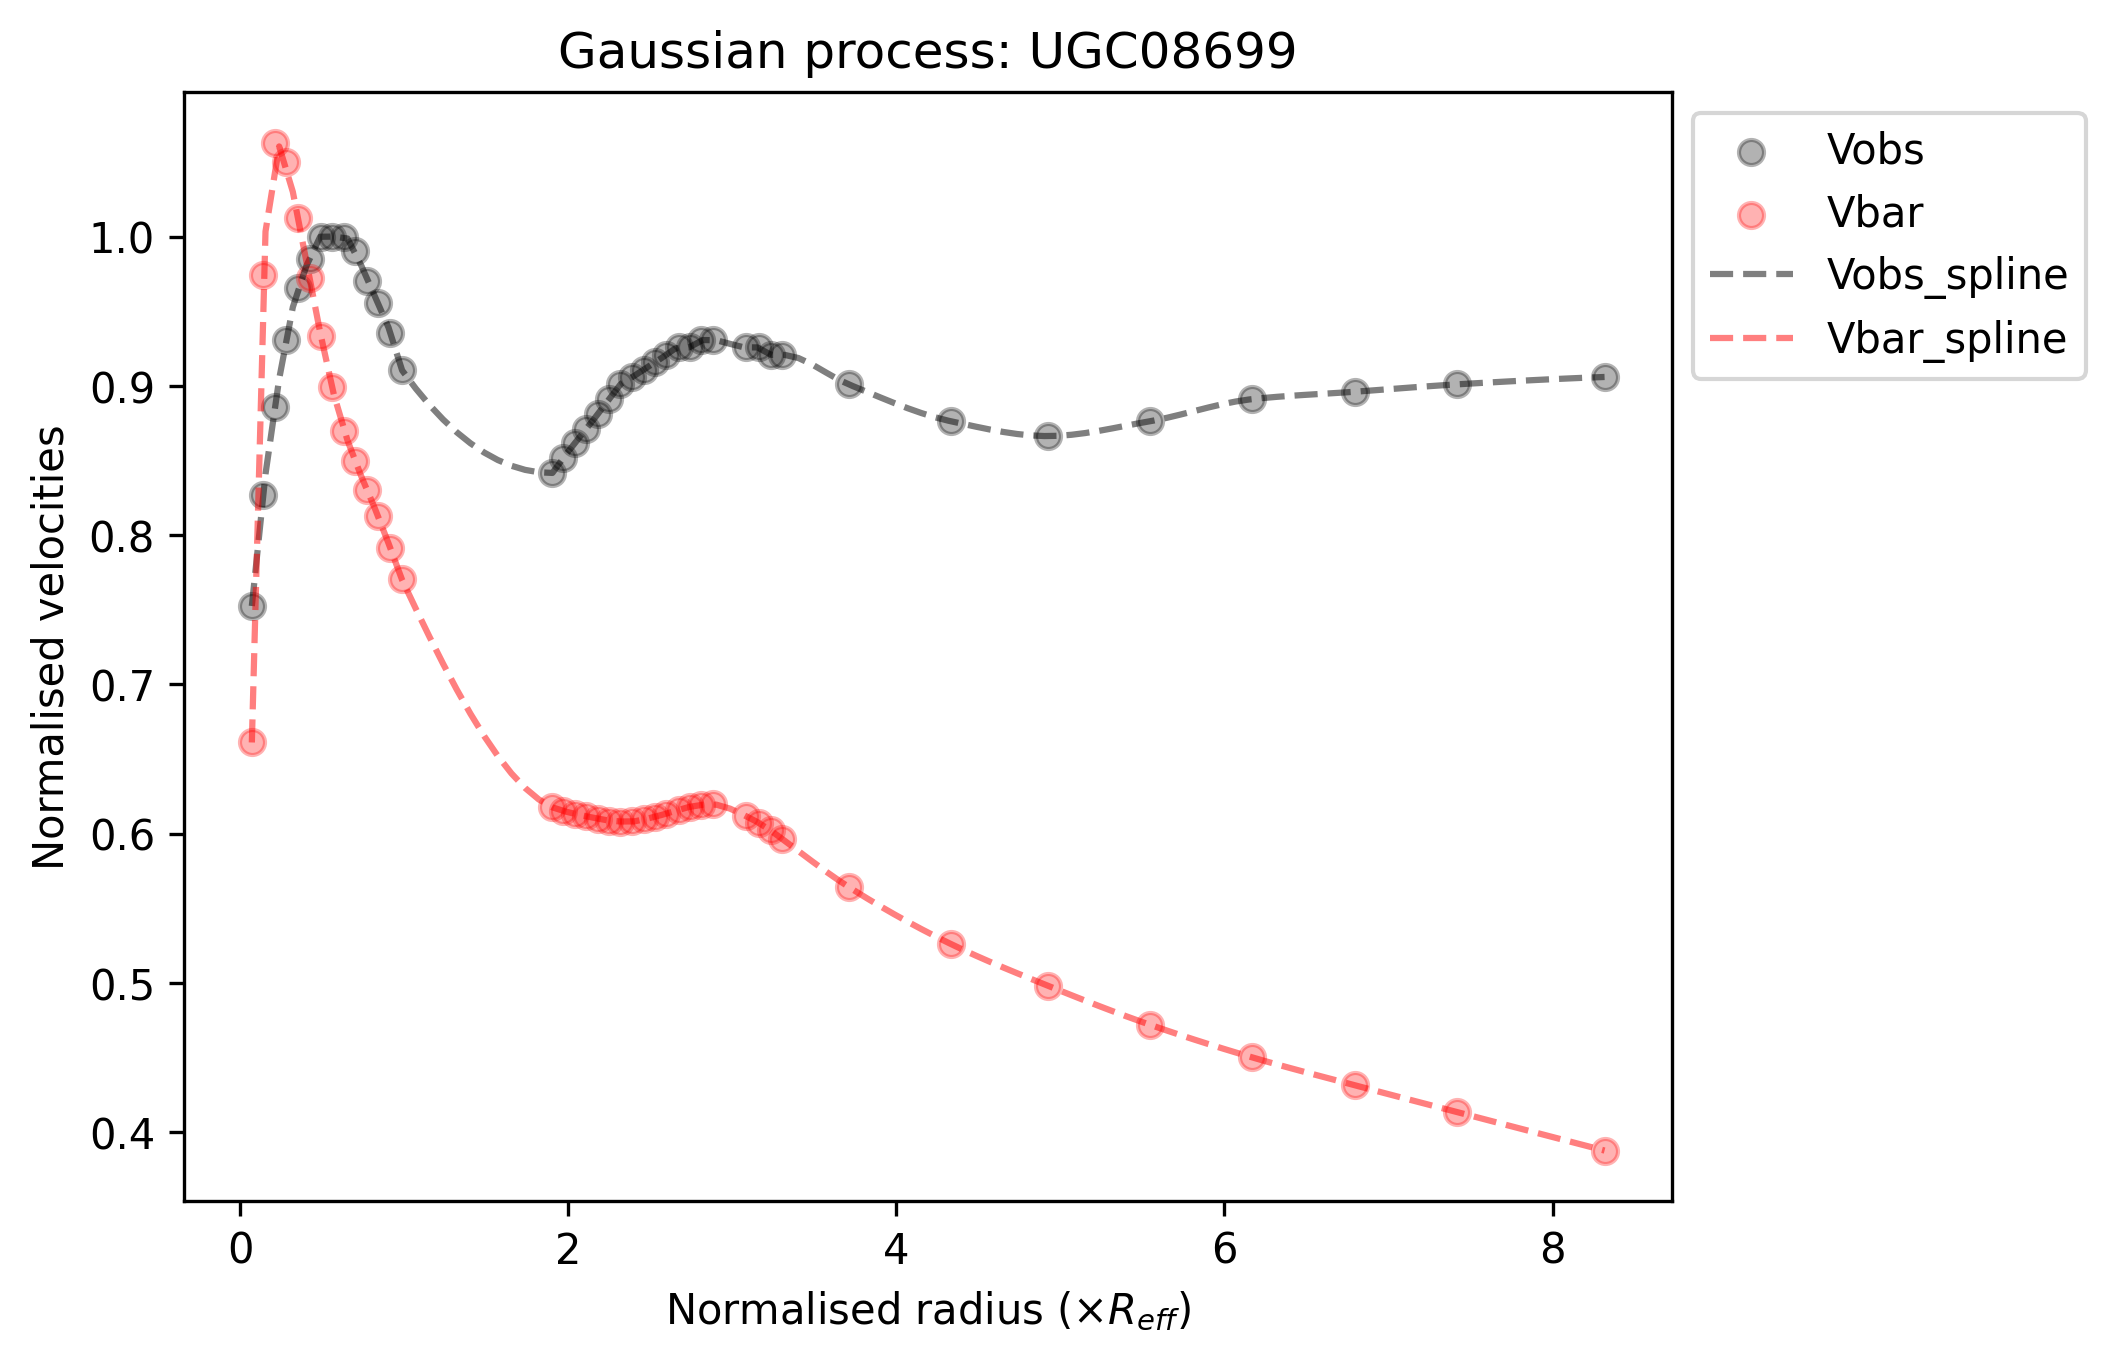 Gaussian process: UGC08699
Vobs
Vbar
Vobs_spline
Vbar_spline
Normalised velocities
1.0
0.9
0.8
0.7
0.6
0.5
0.4
0 2 4 6 8
Normalised radius (×R_eff)